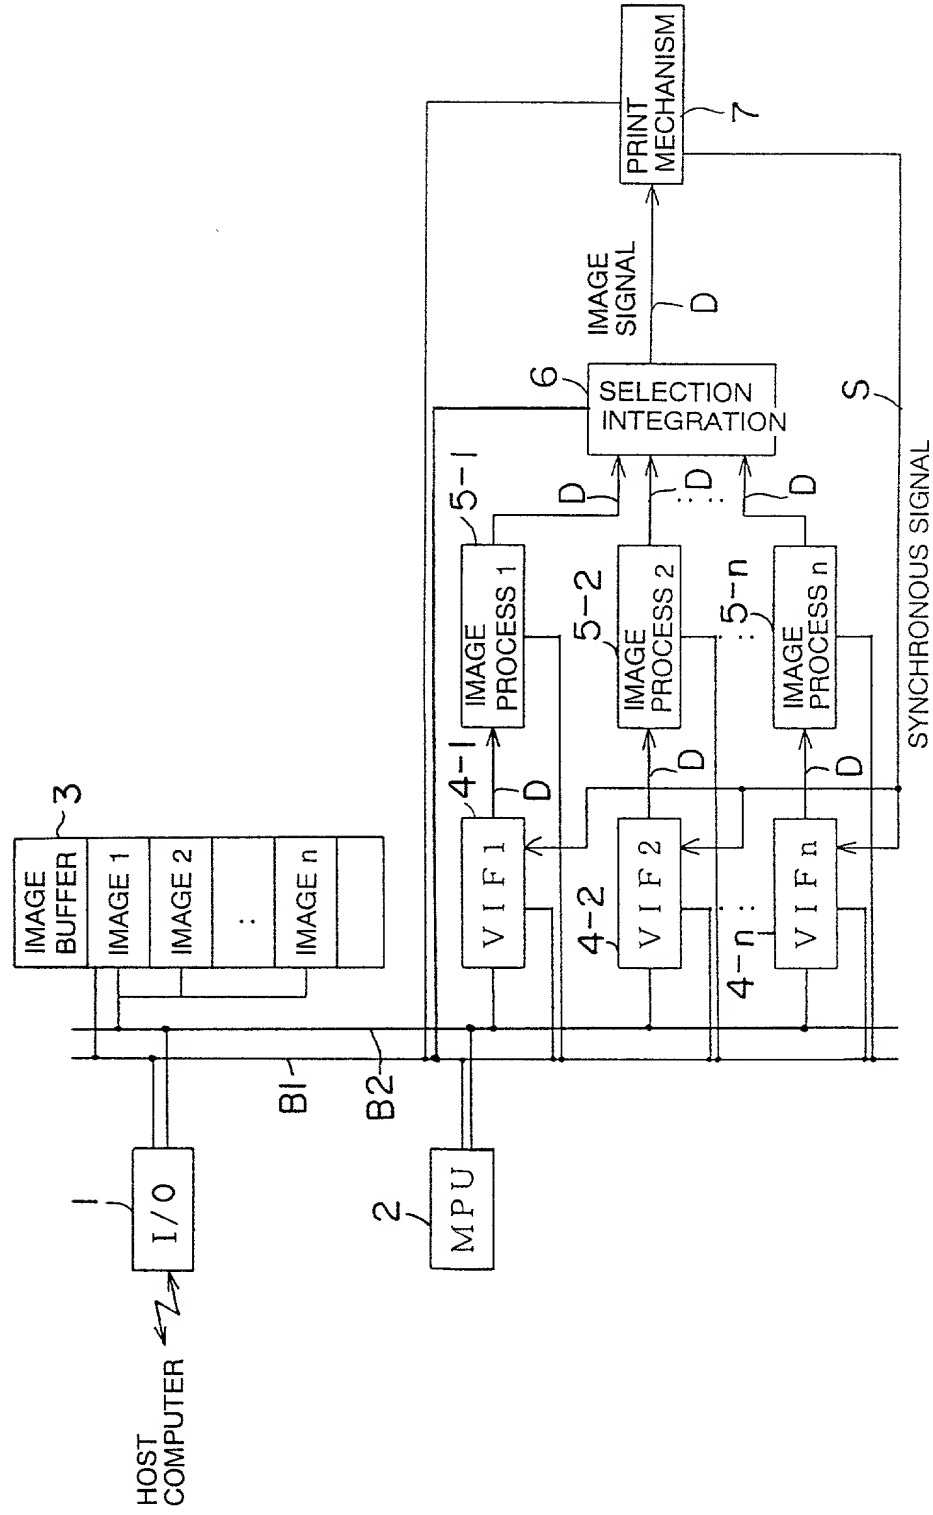 HOST
COMPUTER
1
I/O
2
MPU
B1
B2
3
IMAGE
BUFFER
IMAGE 1
IMAGE 2
:
IMAGE n
4-1
VIF1
D
5-1
IMAGE
PROCESS 1
D
4-2
VIF2
D
5-2
IMAGE
PROCESS 2
D
4-n
VIFn
D
5-n
IMAGE
PROCESS n
D
6
SELECTION
INTEGRATION
IMAGE
SIGNAL
D
PRINT
MECHANISM
7
S
SYNCHRONOUS SIGNAL